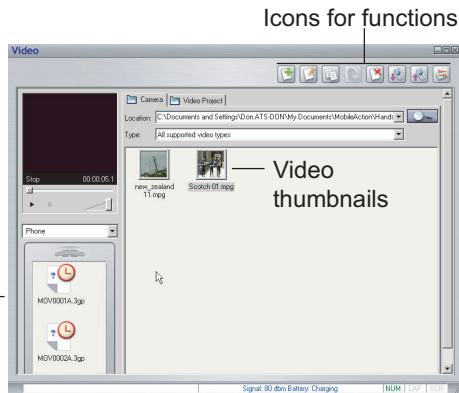 Icons for functions
Video
Camera
Video Project
Location: C:\Documents and Settings\Don.ATS-DON\My Documents\MobileAction\Hands
Type: All supported video types
Stop 00:00:05.1
new_zealand
11.mpg
Scotch 01.mpg
Video
thumbnails
Phone
MOV0001A.3gp
MOV0002A.3gp
Signal: 80 dbm Battery: Charging
NUM CAP SCR